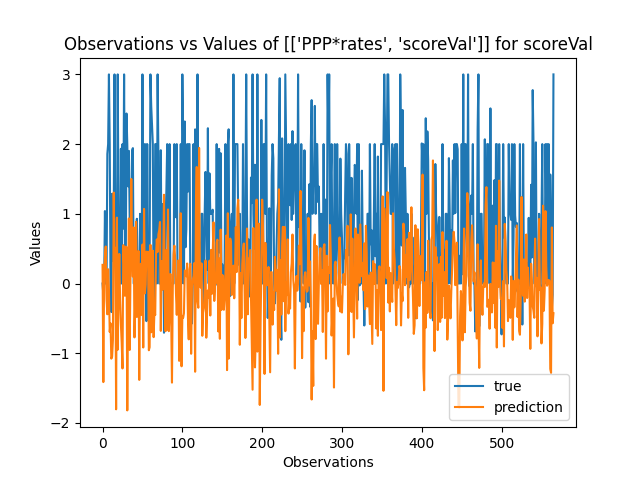 Observations vs Values of [['PPP*rates', 'scoreVal']] for scoreVal
Values
3
2
1
0
−1
−2
0
100
200
300
400
500
Observations
true
prediction